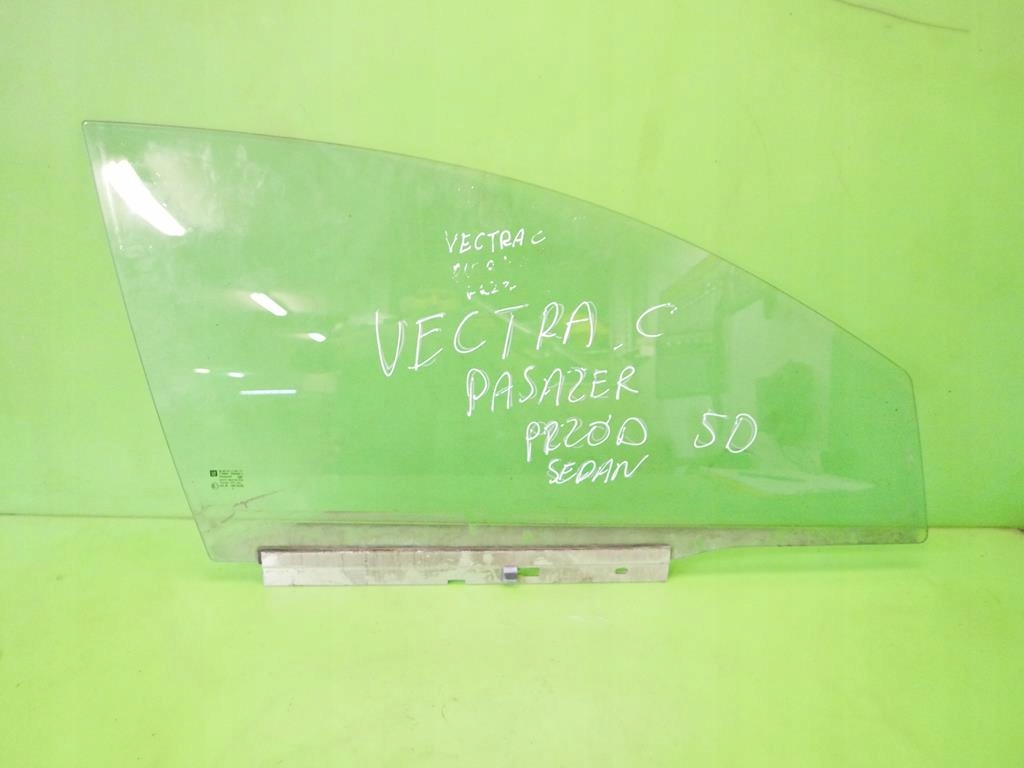 VECTRA C
VECTRA. C
PASAZER
PRZÓD 5D
SEDAN